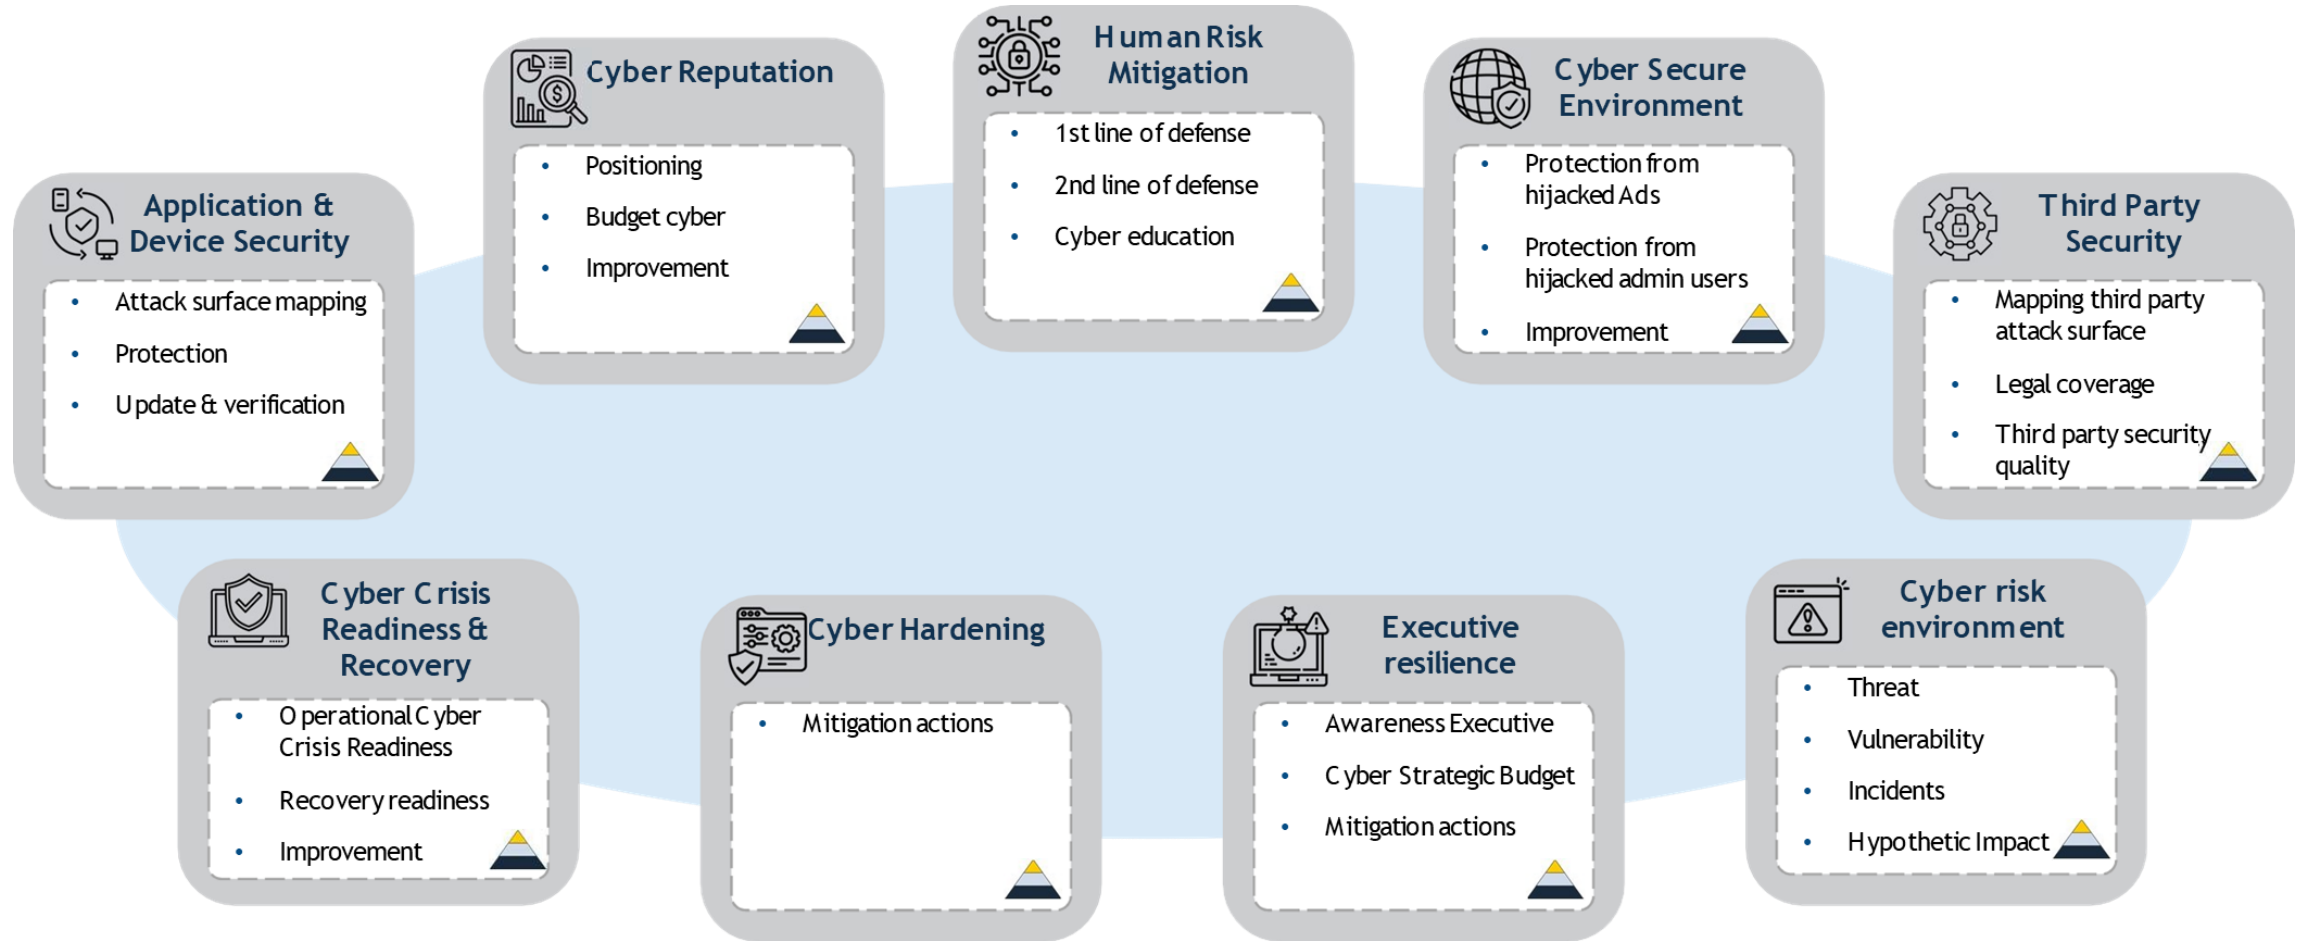 Application &
Device Security
Attack surface mapping
Protection
Update & verification
Cyber Reputation
Positioning
Budget cyber
Improvement
Human Risk
Mitigation
1st line of defense
2nd line of defense
Cyber education
Cyber Secure
Environment
Protection from
hijacked Ads
Protection from
hijacked admin users
Improvement
Third Party
Security
Mapping third party
attack surface
Legal coverage
Third party security
quality
Cyber Crisis
Readiness &
Recovery
Operational Cyber
Crisis Readiness
Recovery readiness
Improvement
Cyber Hardening
Mitigation actions
Executive
resilience
Awareness Executive
Cyber Strategic Budget
Mitigation actions
Cyber risk
environment
Threat
Vulnerability
Incidents
Hypothetic Impact